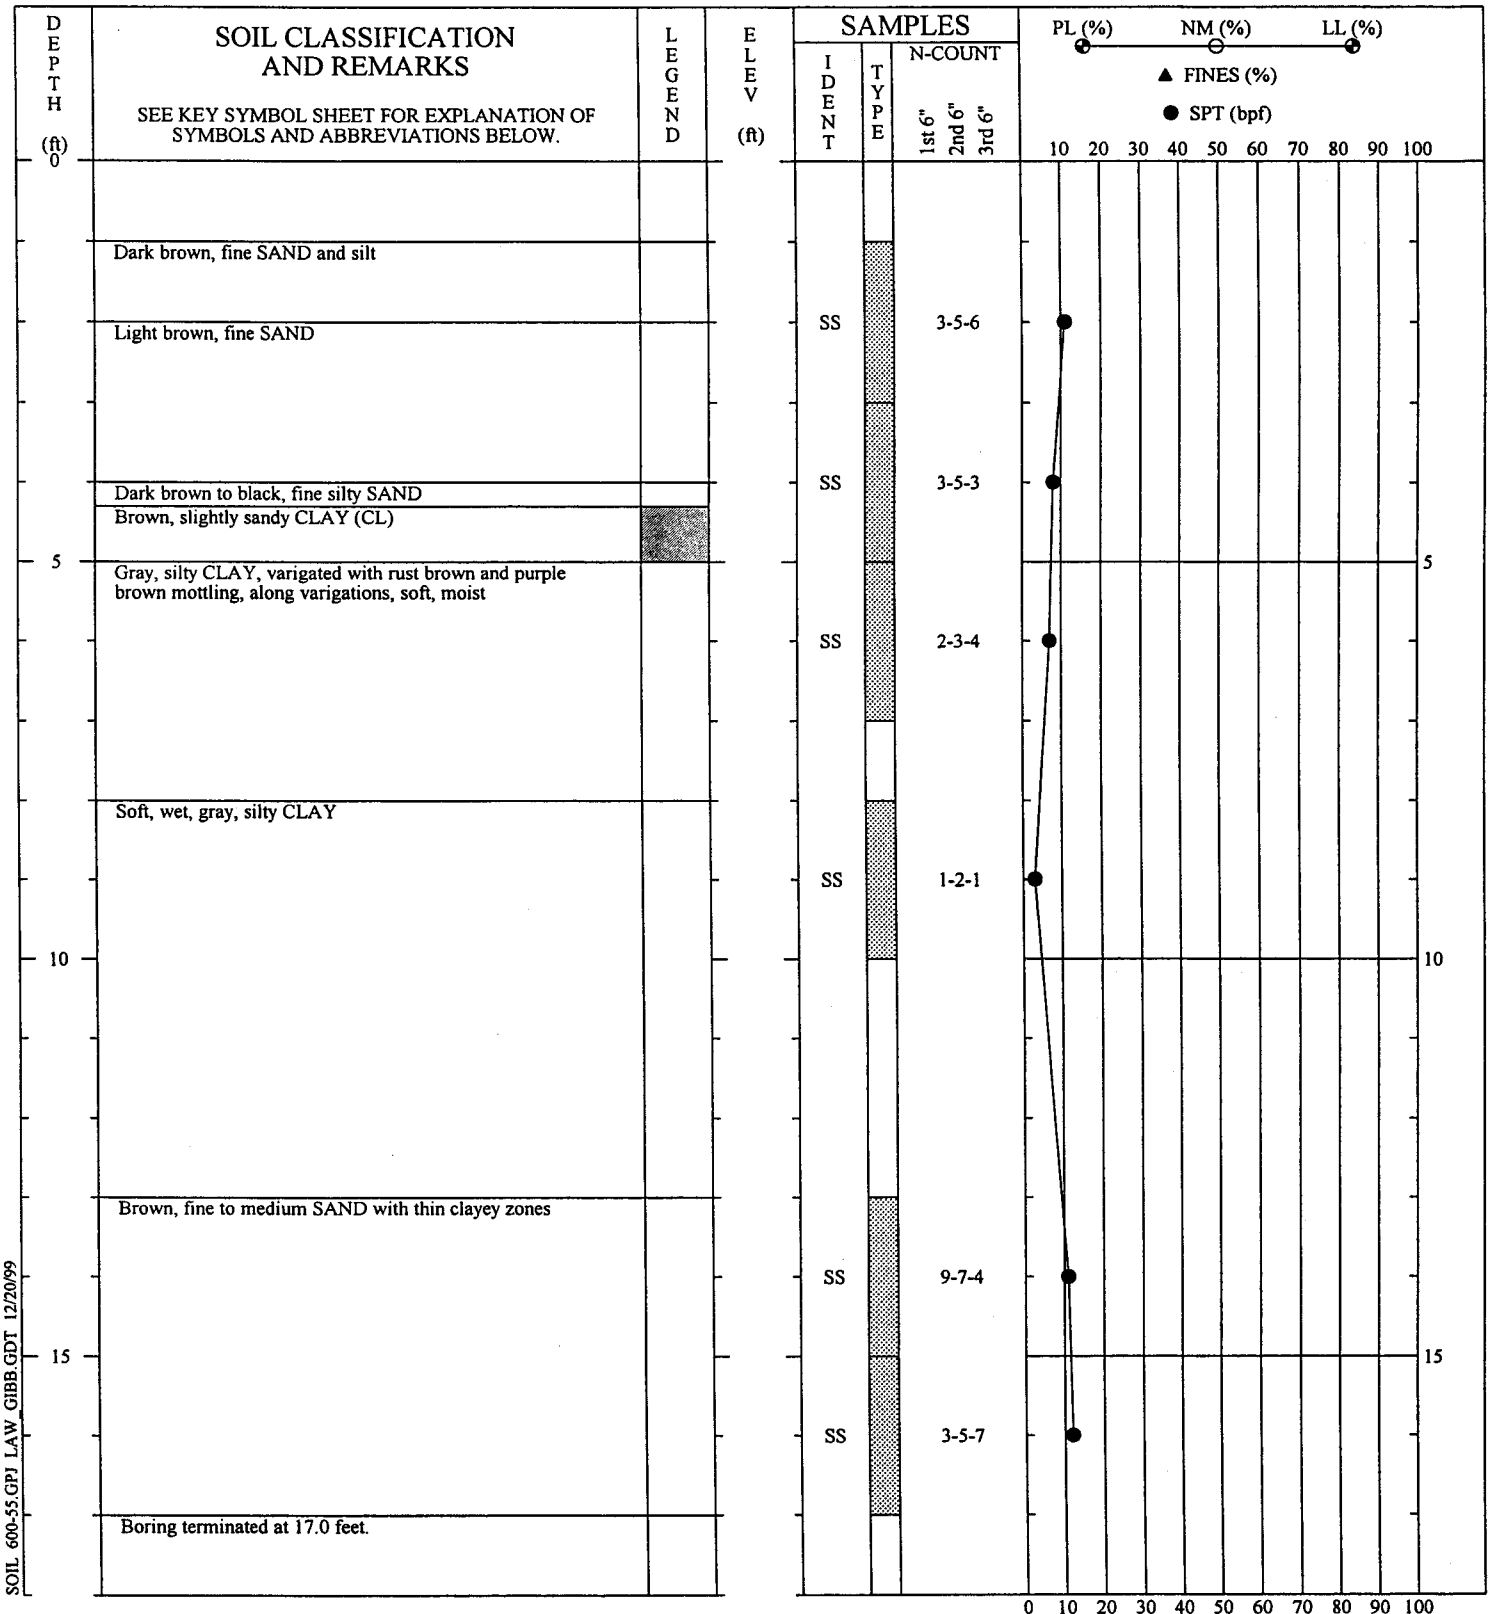 DEPTH
(ft)
SOIL CLASSIFICATION
AND REMARKS
SEE KEY SYMBOL SHEET FOR EXPLANATION OF
SYMBOLS AND ABBREVIATIONS BELOW.
LEGEND
ELEV
(ft)
SAMPLES
IDENT
TYPE
N-COUNT
1st 6"
2nd 6"
3rd 6"
PL (%) NM (%) LL (%)
FINES (%)
SPT (bpf)
10 20 30 40 50 60 70 80 90 100
0
Dark brown, fine SAND and silt
Light brown, fine SAND
SS 3-5-6
Dark brown to black, fine silty SAND
SS 3-5-3
Brown, slightly sandy CLAY (CL)
5 5
Gray, silty CLAY, varigated with rust brown and purple
brown mottling, along varigations, soft, moist
SS 2-3-4
Soft, wet, gray, silty CLAY
SS 1-2-1
10 10
Brown, fine to medium SAND with thin clayey zones
SS 9-7-4
15 15
SS 3-5-7
Boring terminated at 17.0 feet.
0 10 20 30 40 50 60 70 80 90 100
SOIL 600-55.GPJ LAW_GIBB.GDT 12/20/99